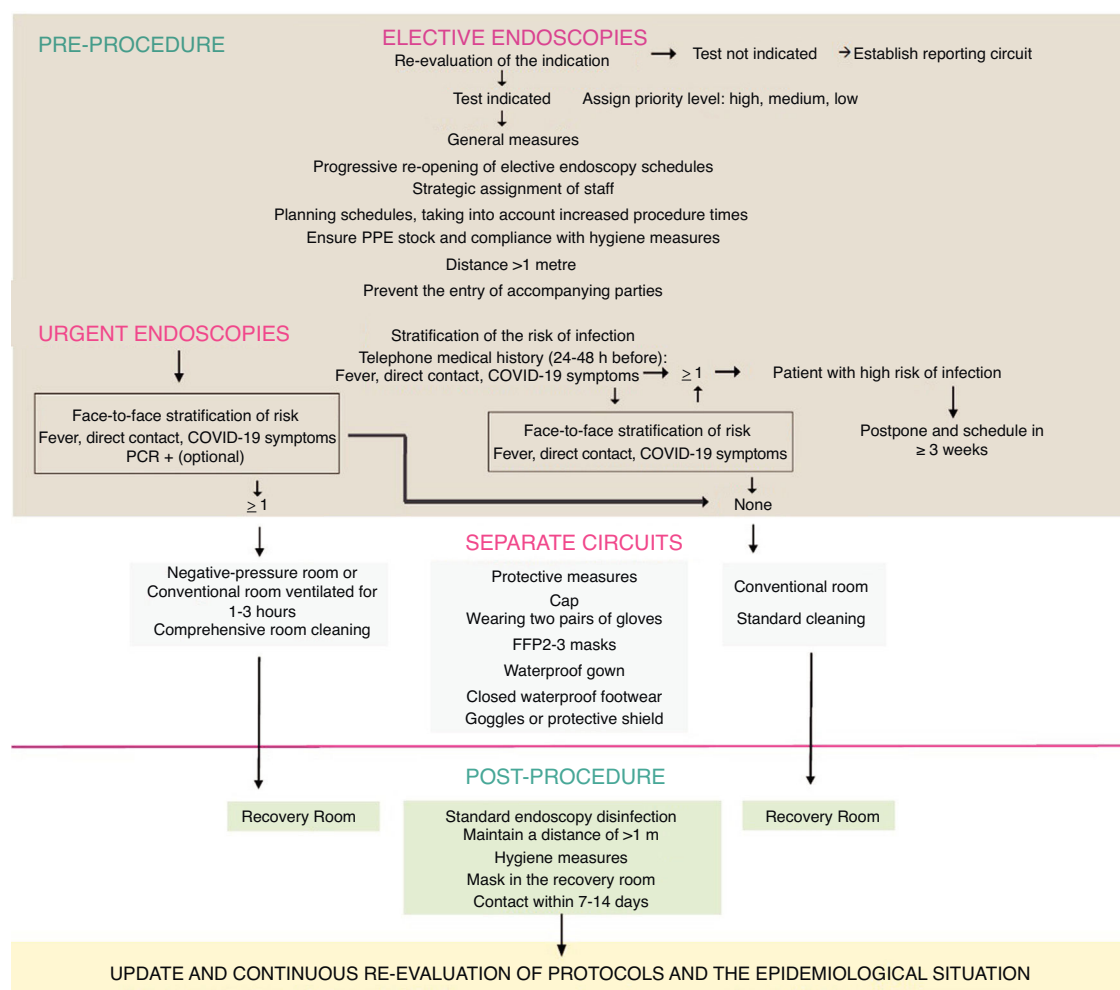 PRE-PROCEDURE
ELECTIVE ENDOSCOPIES
Re-evaluation of the indication → Test not indicated → Establish reporting circuit
Test indicated Assign priority level: high, medium, low
General measures
Progressive re-opening of elective endoscopy schedules
Strategic assignment of staff
Planning schedules, taking into account increased procedure times
Ensure PPE stock and compliance with hygiene measures
Distance >1 metre
Prevent the entry of accompanying parties
URGENT ENDOSCOPIES
Stratification of the risk of infection
Telephone medical history (24-48 h before):
Fever, direct contact, COVID-19 symptoms → ≥ 1 → Patient with high risk of infection
Postpone and schedule in
≥ 3 weeks
Face-to-face stratification of risk
Fever, direct contact, COVID-19 symptoms
PCR + (optional)
≥ 1
Face-to-face stratification of risk
Fever, direct contact, COVID-19 symptoms
None
SEPARATE CIRCUITS
Negative-pressure room or
Conventional room ventilated for
1-3 hours
Comprehensive room cleaning
Protective measures
Cap
Wearing two pairs of gloves
FFP2-3 masks
Waterproof gown
Closed waterproof footwear
Goggles or protective shield
Conventional room
Standard cleaning
POST-PROCEDURE
Recovery Room
Standard endoscopy disinfection
Maintain a distance of >1 m
Hygiene measures
Mask in the recovery room
Contact within 7-14 days
Recovery Room
UPDATE AND CONTINUOUS RE-EVALUATION OF PROTOCOLS AND THE EPIDEMIOLOGICAL SITUATION